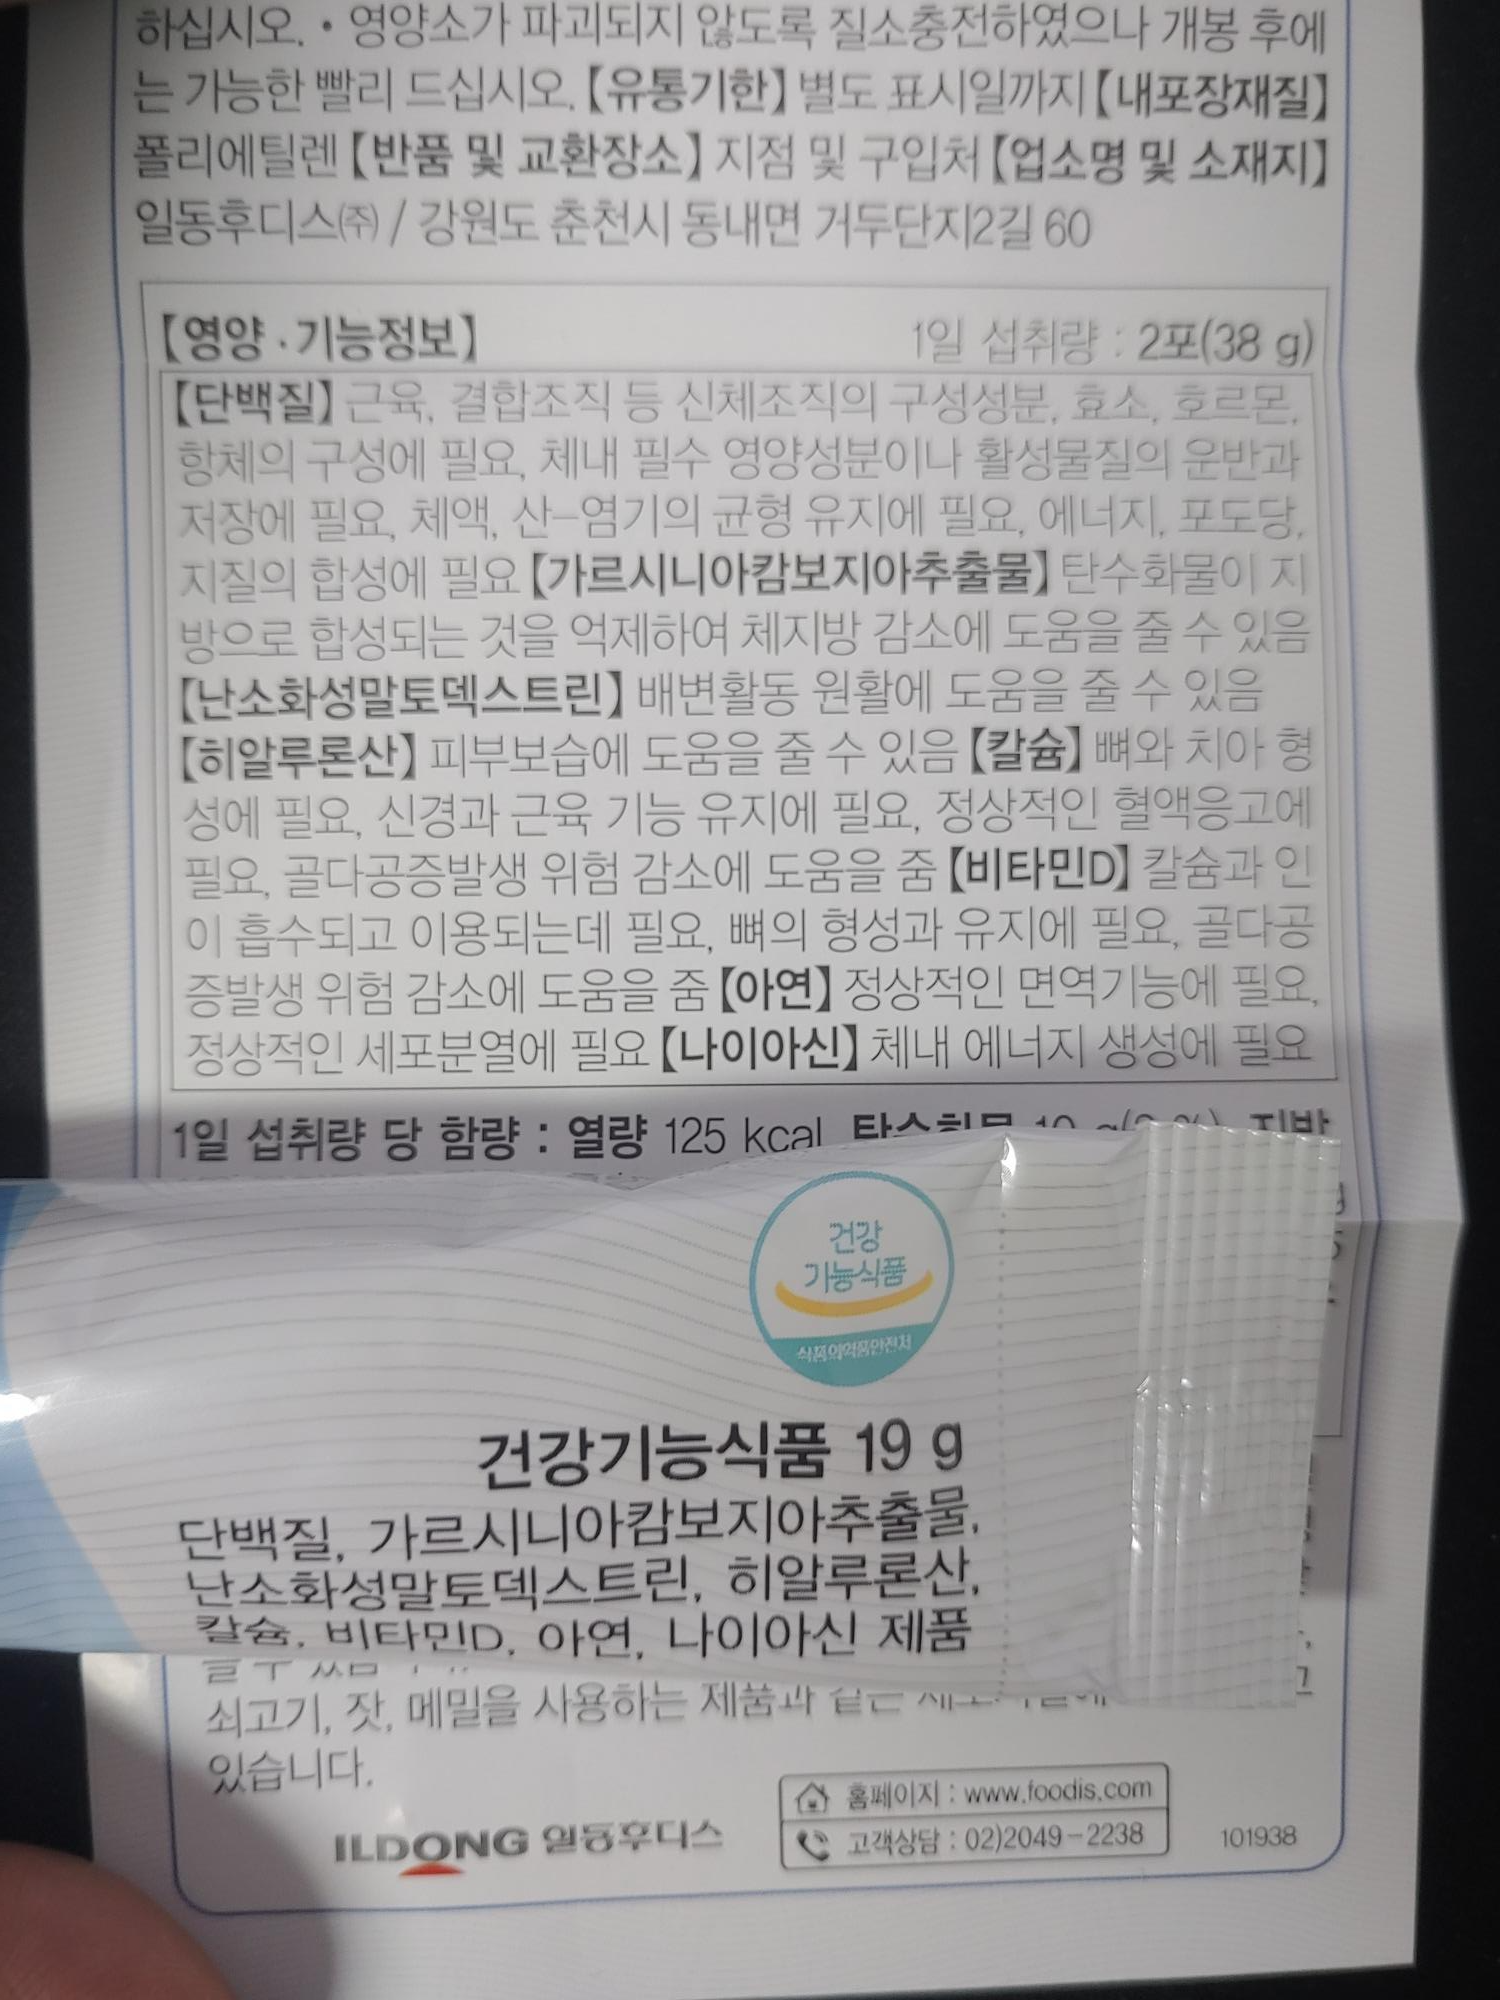 하십시오. • 영양소가 파괴되지 않도록 질소충전하였으나 개봉 후에
는 가능한 빨리 드십시오.【유통기한】별도 표시일까지【내포장재질】
폴리에틸렌【반품 및 교환장소】지점 및 구입처【업소명 및 소재지】
일동후디스㈜ / 강원도 춘천시 동내면 거두단지2길 60
【영양·기능정보】 1일 섭취량 : 2포(38 g)
【단백질】근육, 결합조직 등 신체조직의 구성성분, 효소, 호르몬,
항체의 구성에 필요, 체내 필수 영양성분이나 활성물질의 운반과
저장에 필요, 체액, 산-염기의 균형 유지에 필요, 에너지, 포도당,
지질의 합성에 필요【가르시니아캄보지아추출물】탄수화물이 지
방으로 합성되는 것을 억제하여 체지방 감소에 도움을 줄 수 있음
【난소화성말토덱스트린】배변활동 원활에 도움을 줄 수 있음
【히알루론산】피부보습에 도움을 줄 수 있음【칼슘】뼈와 치아 형
성에 필요, 신경과 근육 기능 유지에 필요, 정상적인 혈액응고에
필요, 골다공증발생 위험 감소에 도움을 줌【비타민D】칼슘과 인
이 흡수되고 이용되는데 필요, 뼈의 형성과 유지에 필요, 골다공
증발생 위험 감소에 도움을 줌【아연】정상적인 면역기능에 필요,
정상적인 세포분열에 필요【나이아신】체내 에너지 생성에 필요
1일 섭취량 당 함량 : 열량 125 kcal, 탄수화물 지방
건강
기능식품
식품의약품안전처
건강기능식품 19 g
단백질, 가르시니아캄보지아추출물,
난소화성말토덱스트린, 히알루론산,
칼슘, 비타민D, 아연, 나이아신 제품
쇠고기, 잣, 메밀을 사용하는 제품과 같은
있습니다.
ILDONG 일동후디스
홈페이지 : www.foodis.com
고객상담 : 02)2049-2238
101938